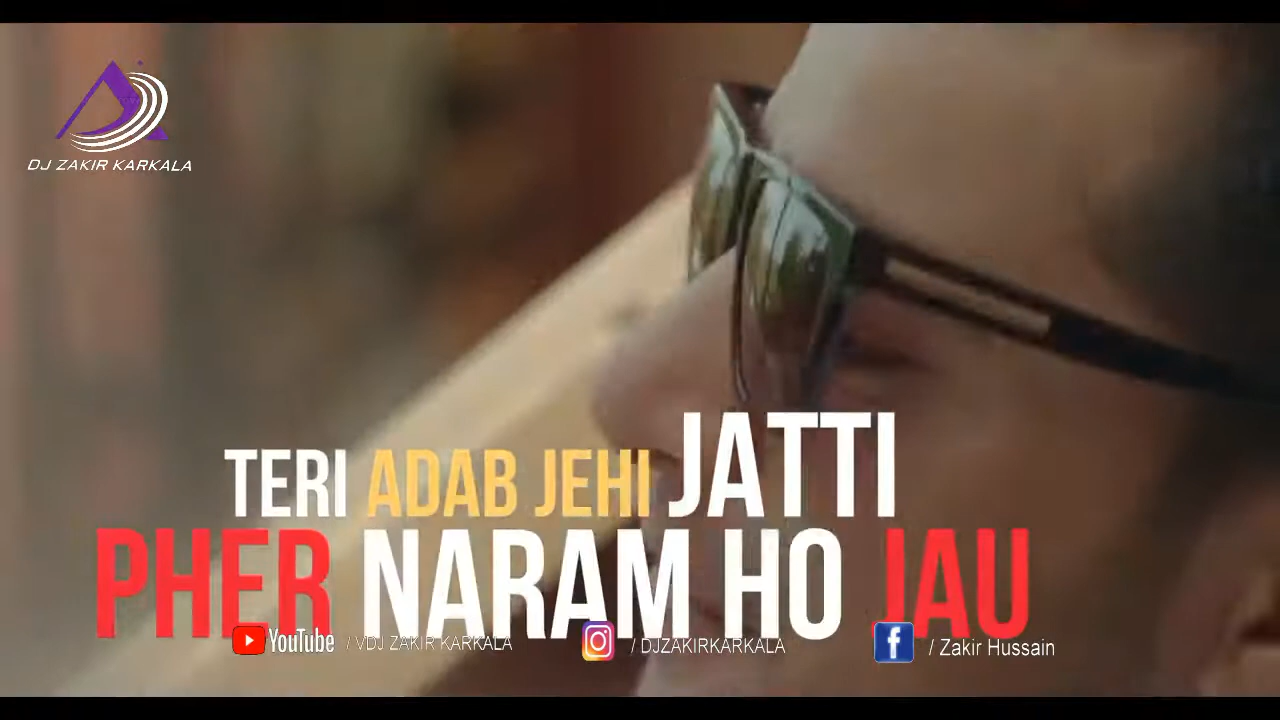 DJ ZAKIR KARKALA
TERI ADAB JEHI JATTI
PHER NARAM HO JAU
YouTube / VDJ ZAKIR KARKALA
/ DJZAKIRKARKALA
/ Zakir Hussain